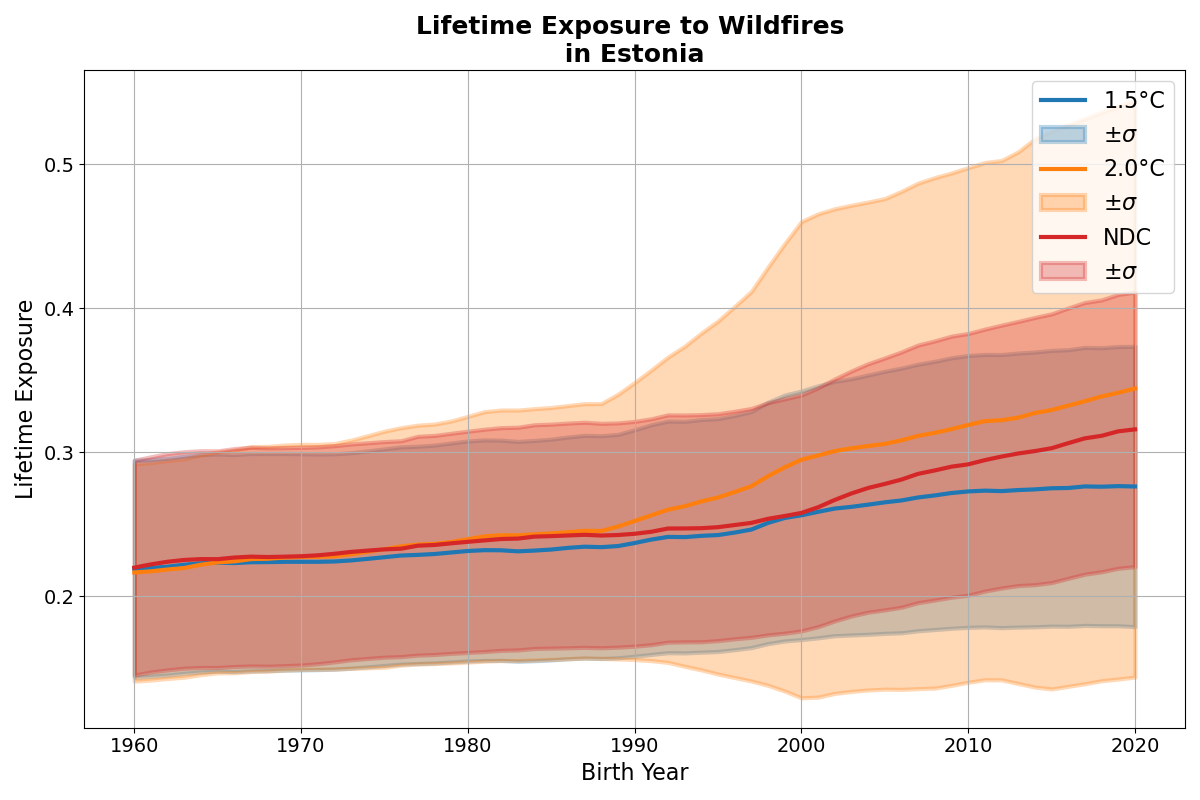 Lifetime Exposure to Wildfires
in Estonia
1.5°C
±σ
2.0°C
±σ
NDC
±σ
0.5
0.4
0.3
0.2
Lifetime Exposure
1960 1970 1980 1990 2000 2010 2020
Birth Year